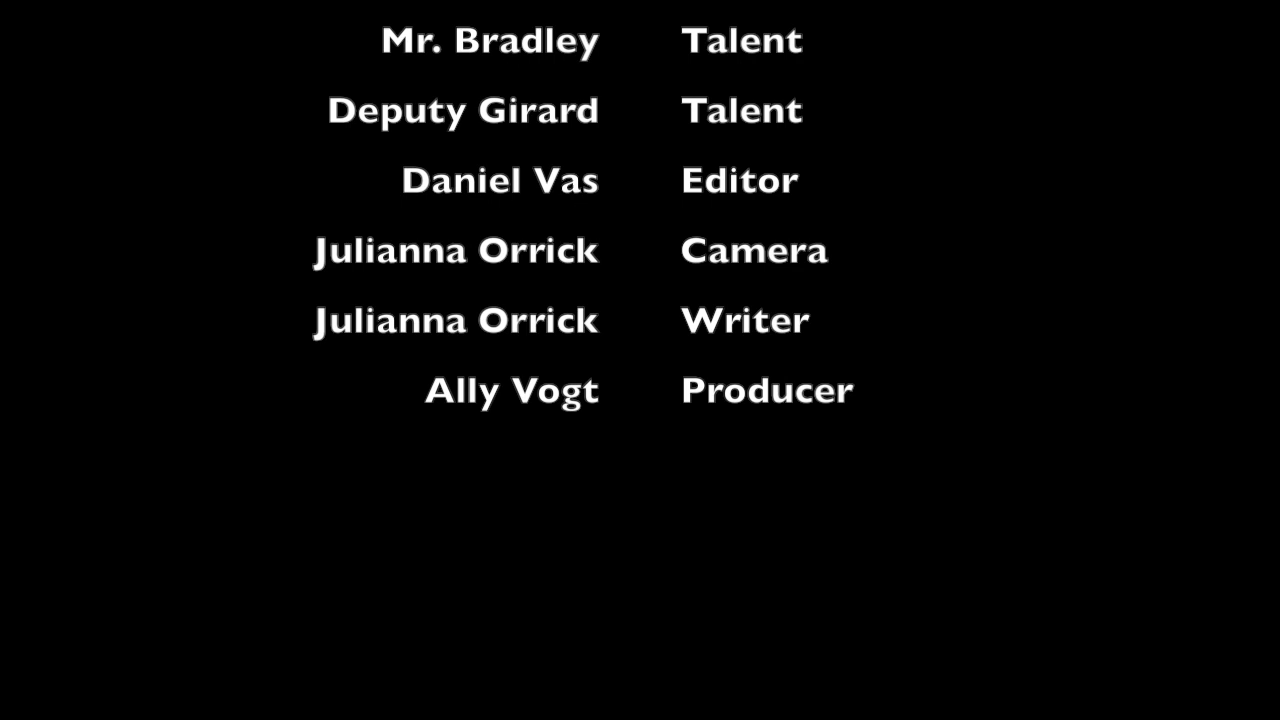 Mr. Bradley Talent
Deputy Girard Talent
Daniel Vas Editor
Julianna Orrick Camera
Julianna Orrick Writer
Ally Vogt Producer